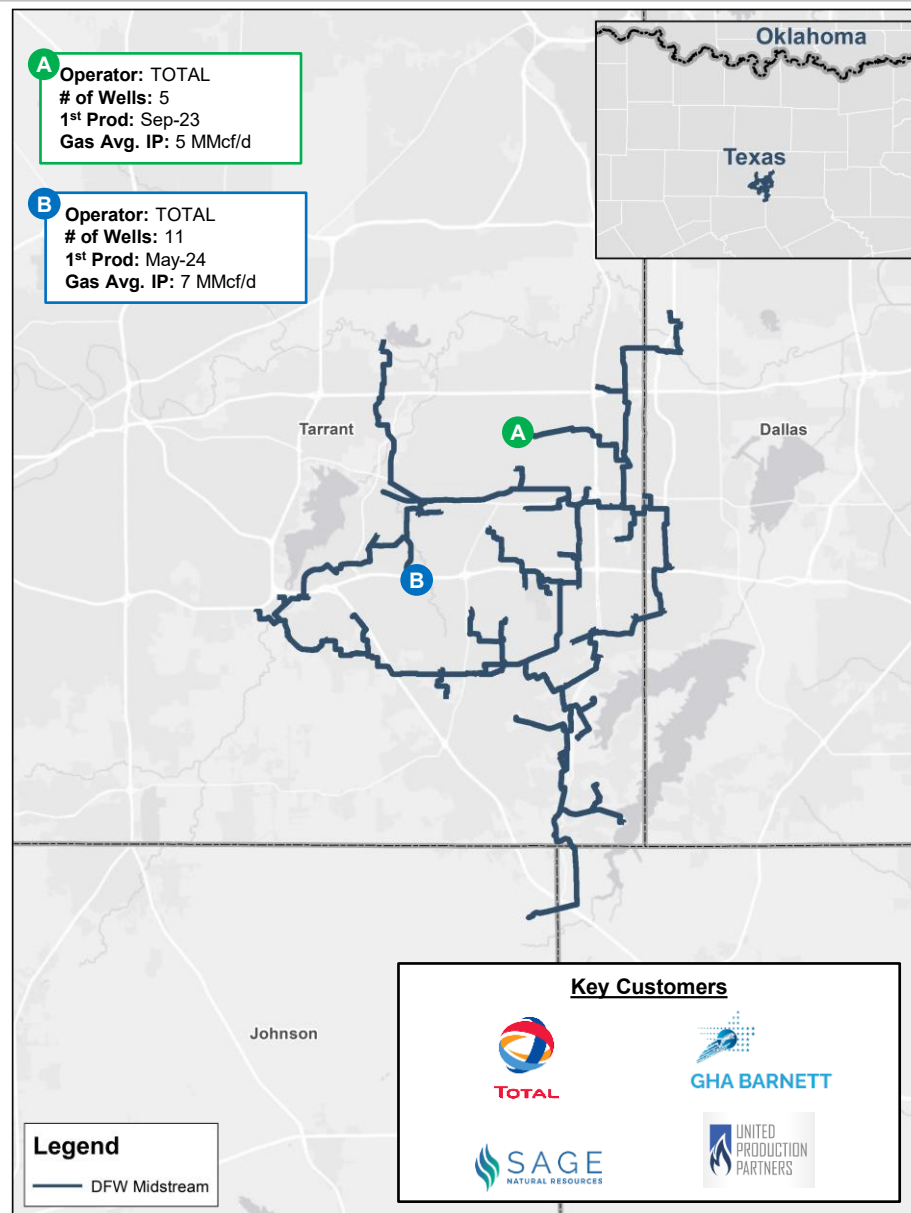 A
Operator: TOTAL
# of Wells: 5
1st Prod: Sep-23
Gas Avg. IP: 5 MMcf/d
B
Operator: TOTAL
# of Wells: 11
1st Prod: May-24
Gas Avg. IP: 7 MMcf/d
Oklahoma
Texas
Tarrant
A
Dallas
B
Johnson
Key Customers
TOTAL
GHA BARNETT
SAGE
NATURAL RESOURCES
UNITED
PRODUCTION
PARTNERS
Legend
DFW Midstream